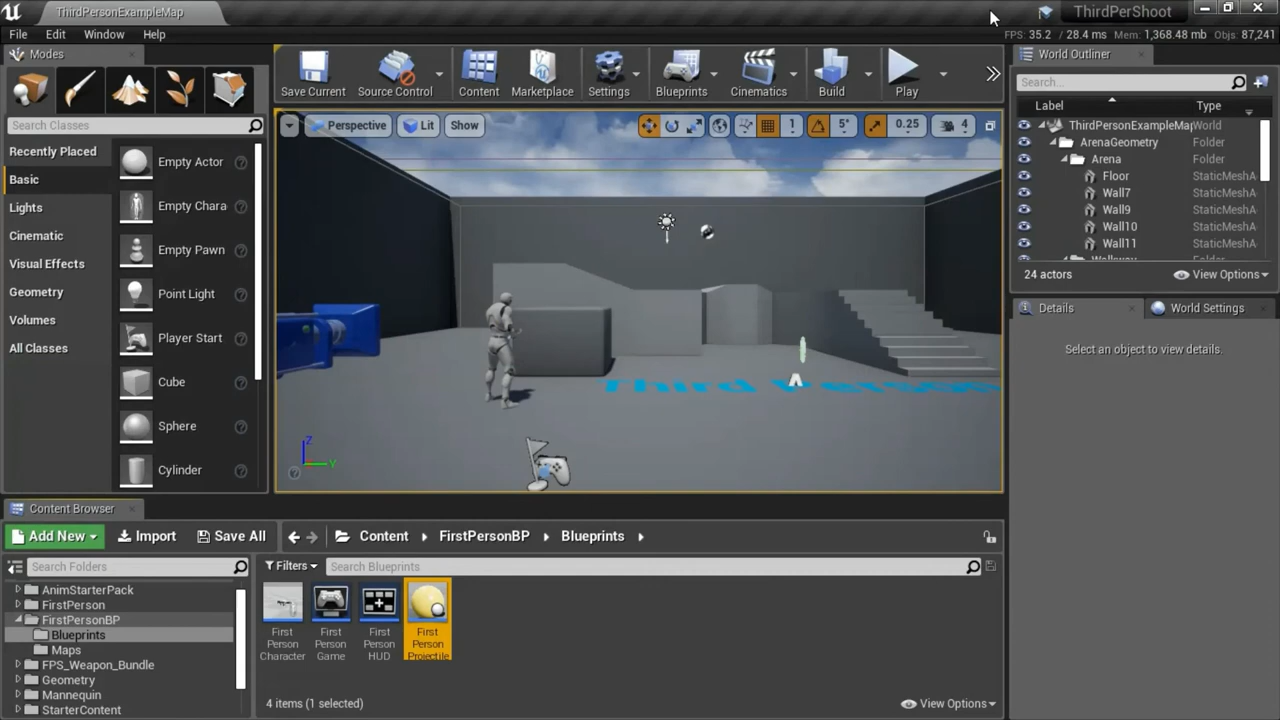 ThirdPersonExampleMap
ThirdPerShoot
File Edit Window Help
FPS: 35.2 / 28.4 ms Mem: 1,368.48 mb Objs: 87,241
Modes
Search Classes
Recently Placed
Basic
Lights
Cinematic
Visual Effects
Geometry
Volumes
All Classes
Empty Actor
Empty Chara
Empty Pawn
Point Light
Player Start
Cube
Sphere
Cylinder
Save Current
Source Control
Content
Marketplace
Settings
Blueprints
Cinematics
Build
Play
Perspective Lit Show
1 5° 0.25 4
Third Person
Z
Y
World Outliner
Search...
Label Type
ThirdPersonExampleMap World
ArenaGeometry Folder
Arena Folder
Floor StaticMeshA
Wall7 StaticMeshA
Wall9 StaticMeshA
Wall10 StaticMeshA
Wall11 StaticMeshA
Walkway Folder
24 actors View Options
Details World Settings
Select an object to view details.
Content Browser
Add New Import Save All Content FirstPersonBP Blueprints
Search Folders
AnimStarterPack
FirstPerson
FirstPersonBP
Blueprints
Maps
FPS_Weapon_Bundle
Geometry
Mannequin
StarterContent
Filters Search Blueprints
First Person Character
First Person Game
First Person HUD
First Person Projectile
4 items (1 selected) View Options